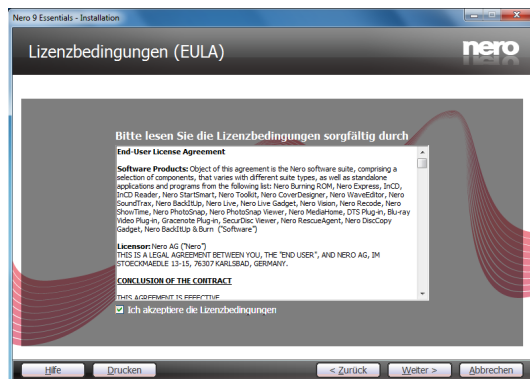 Nero 9 Essentials - Installation
Lizenzbedingungen (EULA)
nero
Bitte lesen Sie die Lizenzbedingungen sorgfältig durch
End-User License Agreement
Software Products: Object of this agreement is the Nero software suite, comprising a
selection of components, that varies with different suite types, as well as standalone
applications and programs from the following list: Nero Burning ROM, Nero Express, InCD,
InCD Reader, Nero StartSmart, Nero Toolkit, Nero CoverDesigner, Nero WaveEditor, Nero
SoundTrax, Nero BackItUp, Nero Live, Nero Live Gadget, Nero Vision, Nero Recode, Nero
ShowTime, Nero PhotoSnap, Nero PhotoSnap Viewer, Nero MediaHome, DTS Plug-in, Blu-ray
Video Plug-in, Gracenote Plug-in, SecurDisc Viewer, Nero RescueAgent, Nero DiscCopy
Gadget, Nero BackItUp & Burn ("Software")
Licensor: Nero AG ("Nero")
THIS IS A LEGAL AGREEMENT BETWEEN YOU, THE "END USER", AND NERO AG, IM
STOECKMAEDLE 13-15, 76307 KARLSBAD, GERMANY.
CONCLUSION OF THE CONTRACT
THIS AGREEMENT IS EFFECTIVE
Ich akzeptiere die Lizenzbedingungen
Hilfe
Drucken
< Zurück
Weiter >
Abbrechen